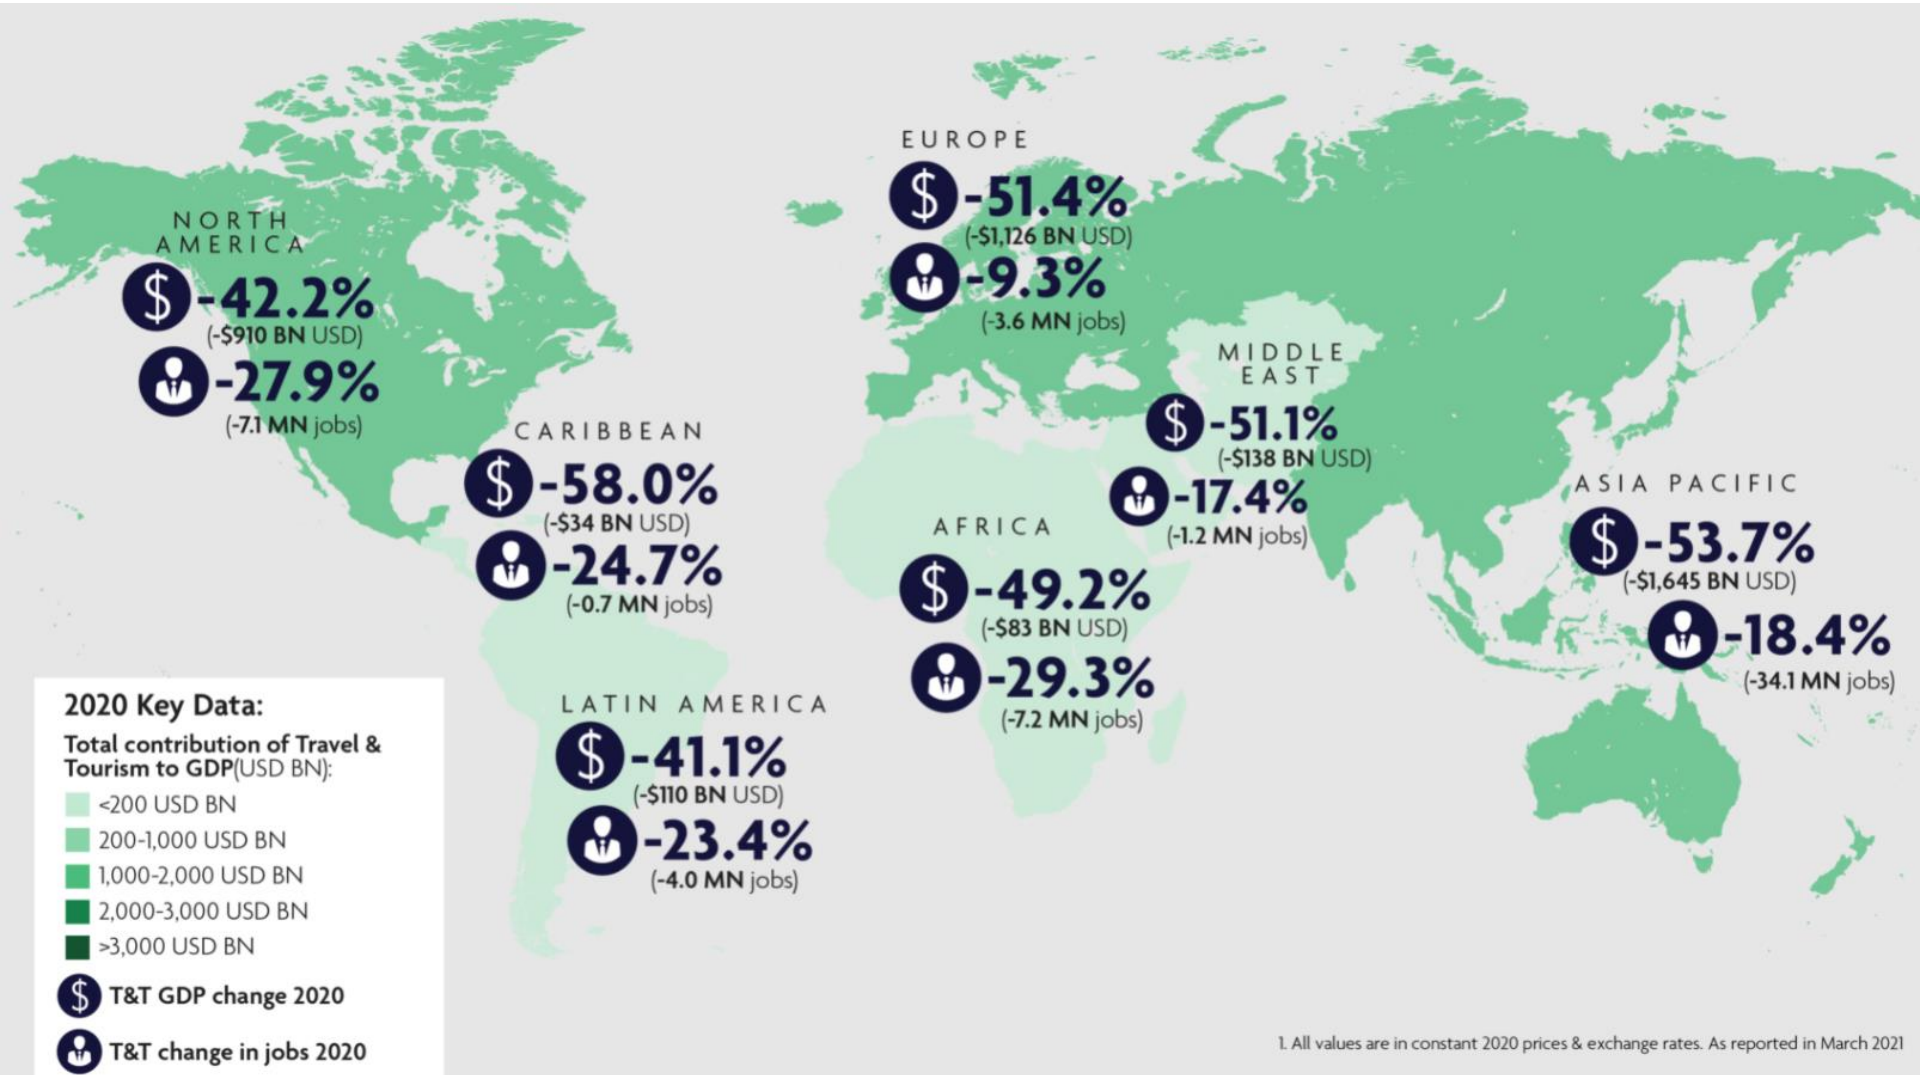 NORTH
AMERICA
-42.2%
(-$910 BN USD)
-27.9%
(-7.1 MN jobs)
CARIBBEAN
-58.0%
(-$34 BN USD)
-24.7%
(-0.7 MN jobs)
LATIN AMERICA
-41.1%
(-$110 BN USD)
-23.4%
(-4.0 MN jobs)
EUROPE
-51.4%
(-$1,126 BN USD)
-9.3%
(-3.6 MN jobs)
AFRICA
-49.2%
(-$83 BN USD)
-29.3%
(-7.2 MN jobs)
MIDDLE
EAST
-51.1%
(-$138 BN USD)
-17.4%
(-1.2 MN jobs)
ASIA PACIFIC
-53.7%
(-$1,645 BN USD)
-18.4%
(-34.1 MN jobs)
2020 Key Data:
Total contribution of Travel &
Tourism to GDP(USD BN):
<200 USD BN
200-1,000 USD BN
1,000-2,000 USD BN
2,000-3,000 USD BN
>3,000 USD BN
$ T&T GDP change 2020
T&T change in jobs 2020
1. All values are in constant 2020 prices & exchange rates. As reported in March 2021